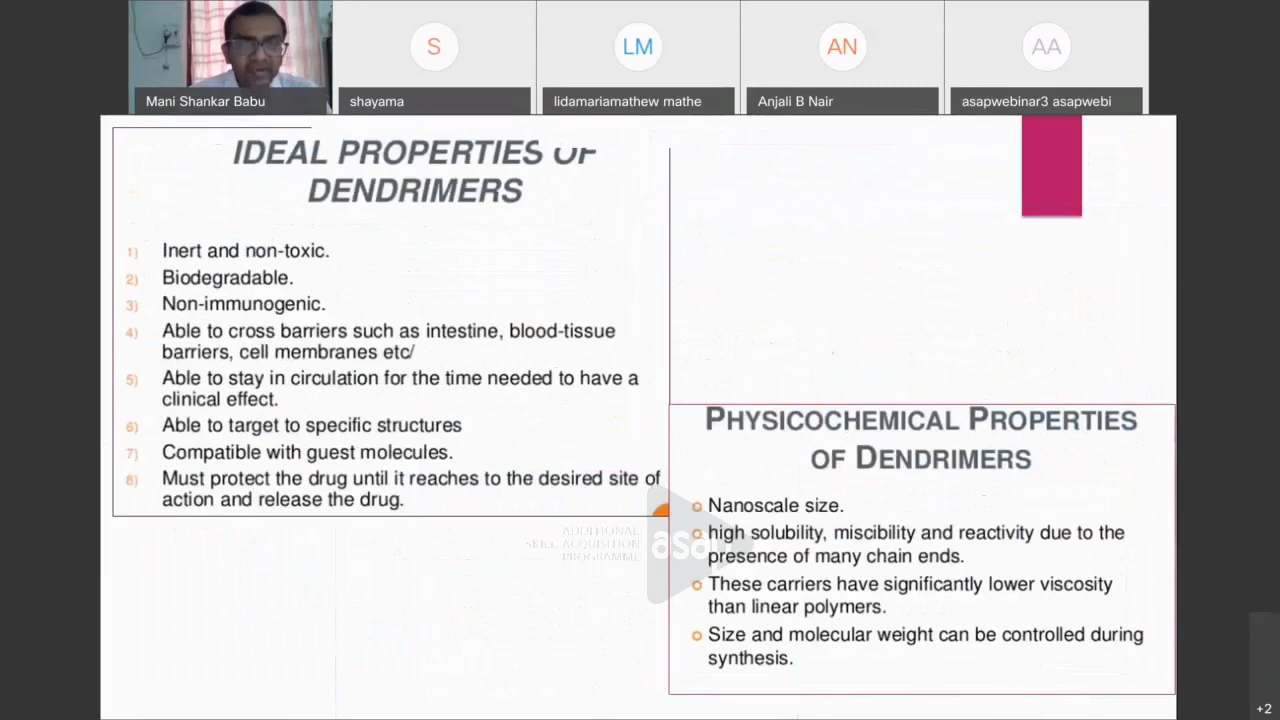 S
LM
AN
AA
Mani Shankar Babu
shayama
lidamariamathew mathe
Anjali B Nair
asapwebinar3 asapwebi
IDEAL PROPERTIES OF
DENDRIMERS
1) Inert and non-toxic.
2) Biodegradable.
3) Non-immunogenic.
4) Able to cross barriers such as intestine, blood-tissue
barriers, cell membranes etc/
5) Able to stay in circulation for the time needed to have a
clinical effect.
6) Able to target to specific structures
7) Compatible with guest molecules.
8) Must protect the drug until it reaches to the desired site of
action and release the drug.
PHYSICOCHEMICAL PROPERTIES
OF DENDRIMERS
Nanoscale size.
high solubility, miscibility and reactivity due to the
presence of many chain ends.
These carriers have significantly lower viscosity
than linear polymers.
Size and molecular weight can be controlled during
synthesis.
ADDITIONAL
SKILL ACQUISITION
PROGRAMME
asap
+2